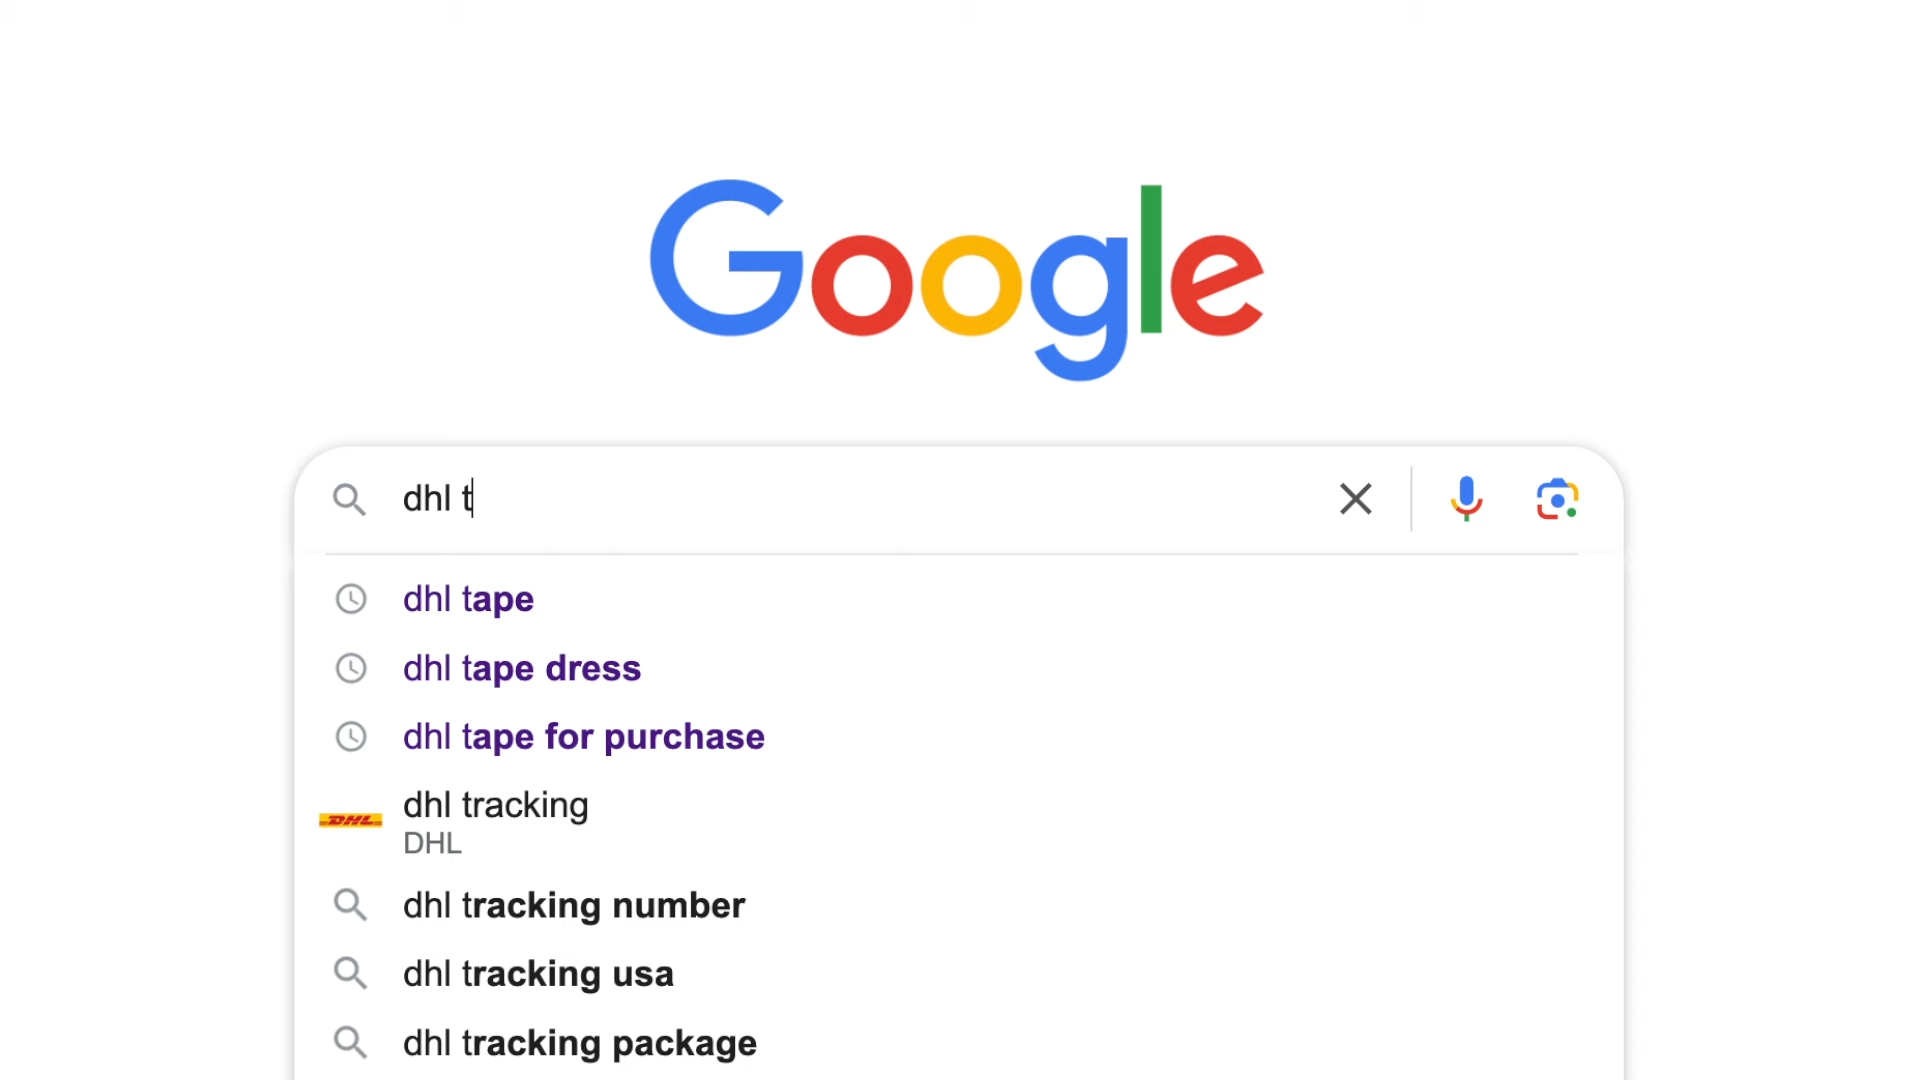 Google
dhl t
dhl tape
dhl tape dress
dhl tape for purchase
dhl tracking
DHL
DHL
dhl tracking number
dhl tracking usa
dhl tracking package